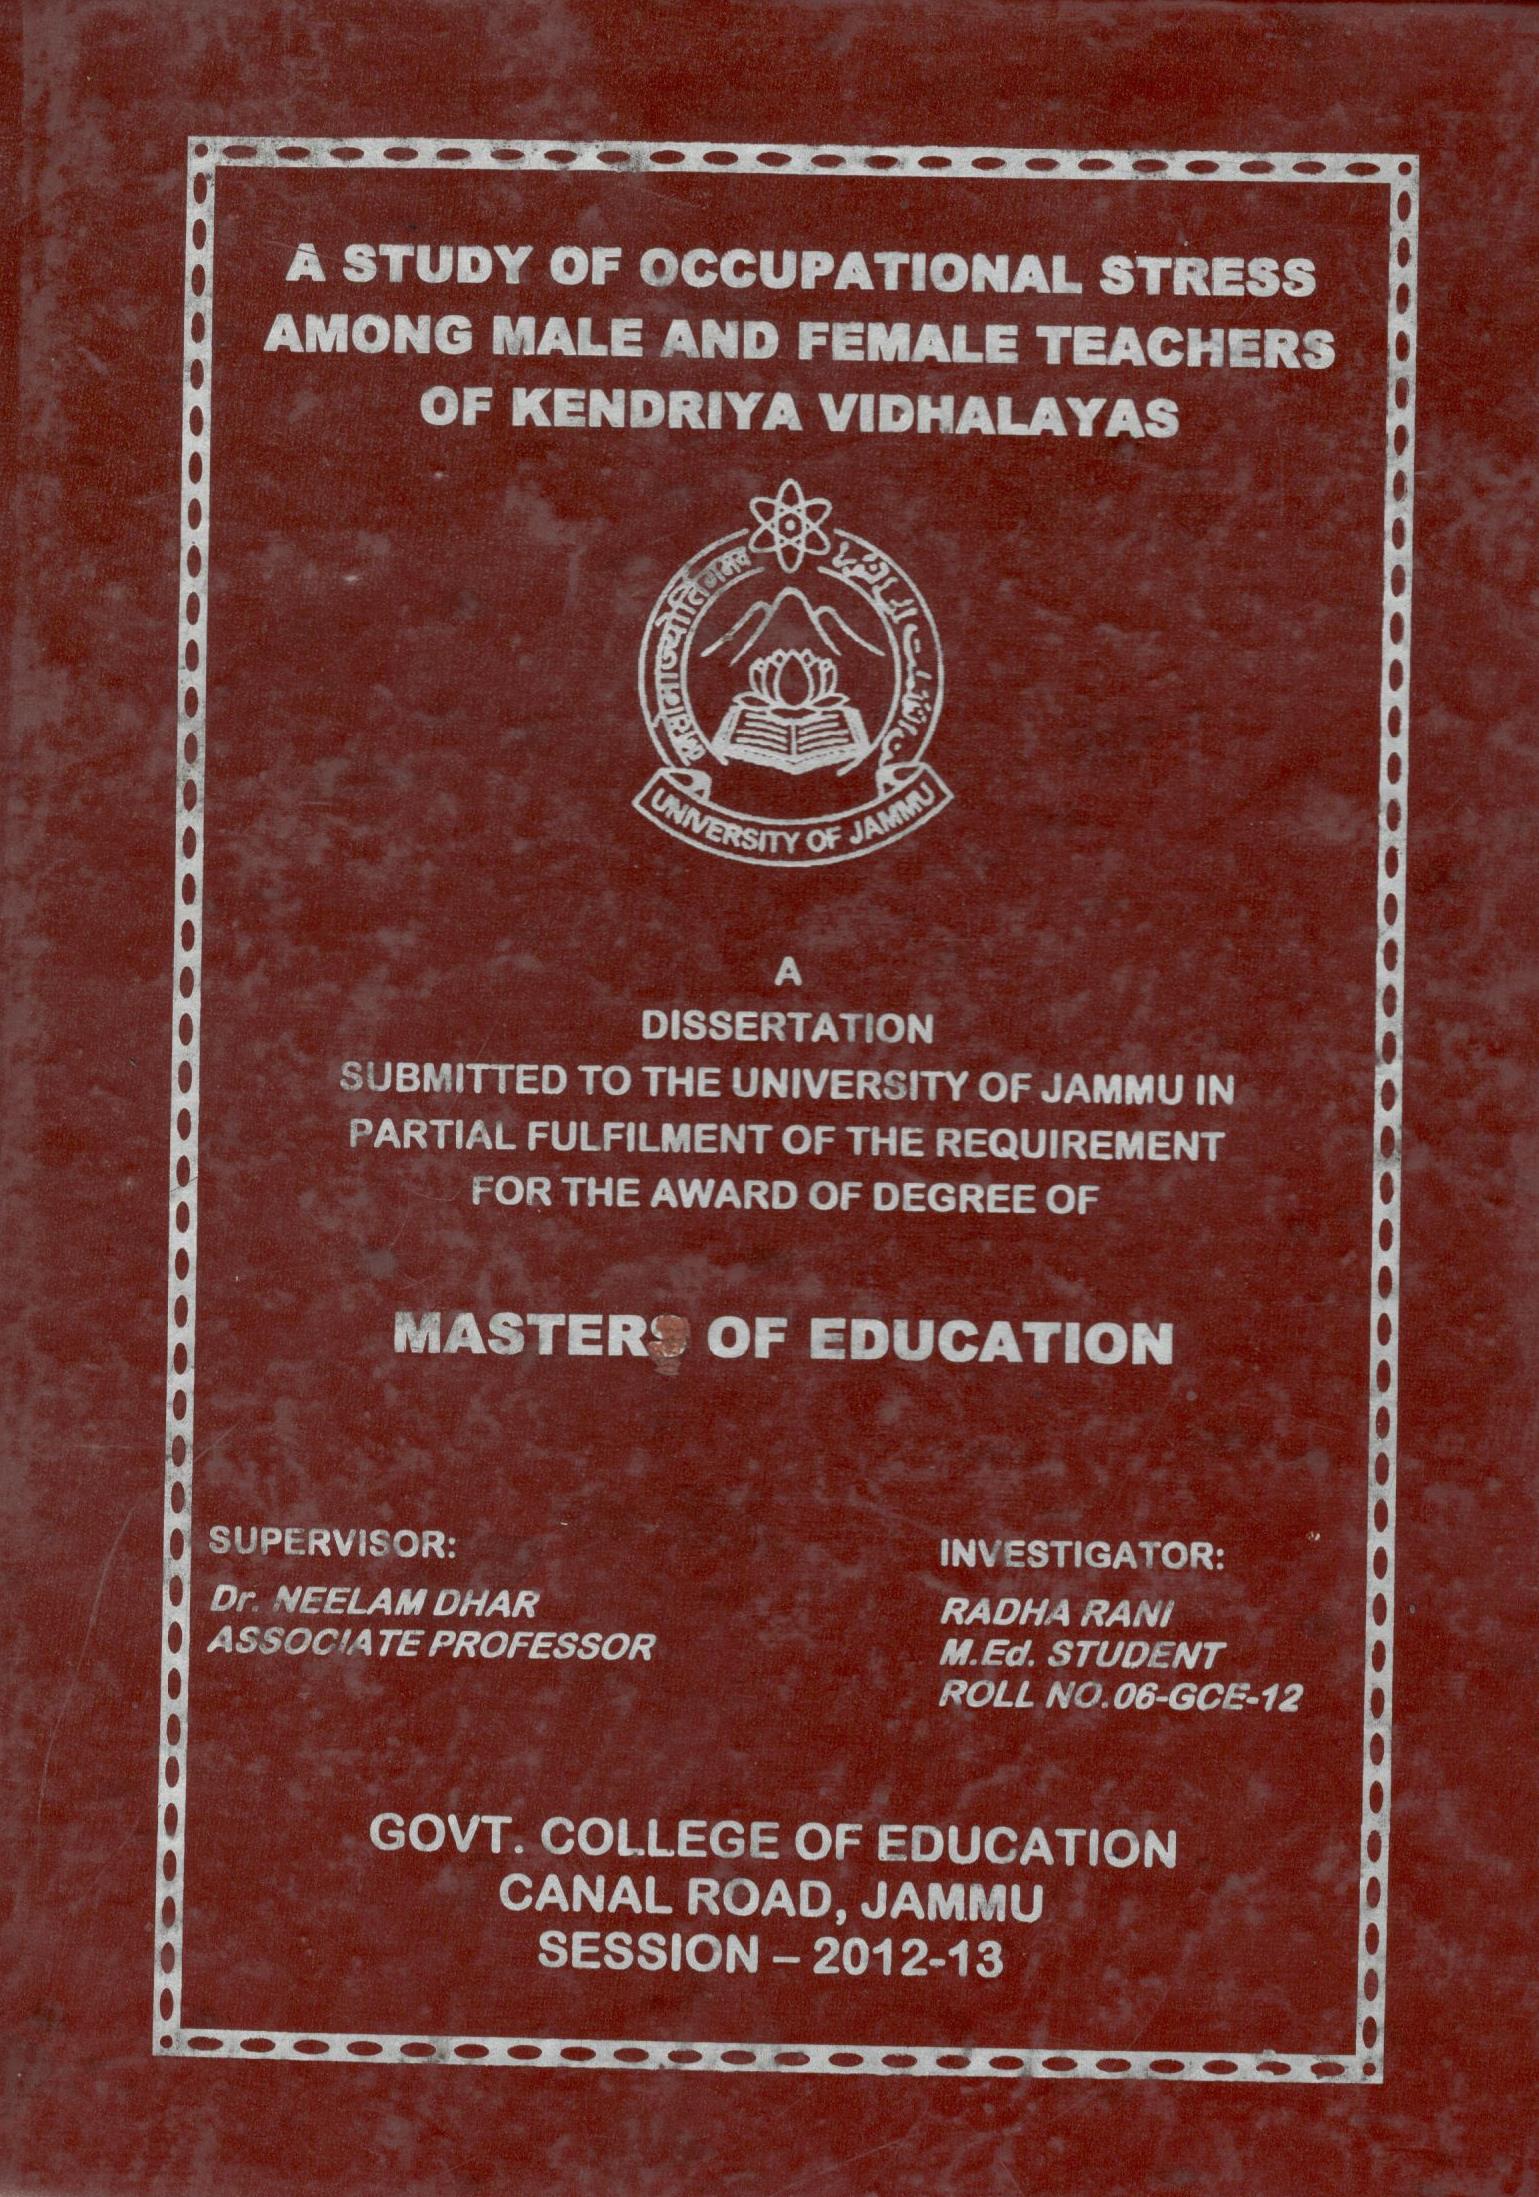 A STUDY OF OCCUPATIONAL STRESS
AMONG MALE AND FEMALE TEACHERS
OF KENDRIYA VIDHALAYAS
तमसोमाज्योतिर्गमय
UNIVERSITY OF JAMMU
A
DISSERTATION
SUBMITTED TO THE UNIVERSITY OF JAMMU IN
PARTIAL FULFILMENT OF THE REQUIREMENT
FOR THE AWARD OF DEGREE OF
MASTERS OF EDUCATION
SUPERVISOR:
Dr. NEELAM DHAR
ASSOCIATE PROFESSOR
INVESTIGATOR:
RADHA RANI
M.Ed. STUDENT
ROLL NO. 06-GCE-12
GOVT. COLLEGE OF EDUCATION
CANAL ROAD, JAMMU
SESSION – 2012-13